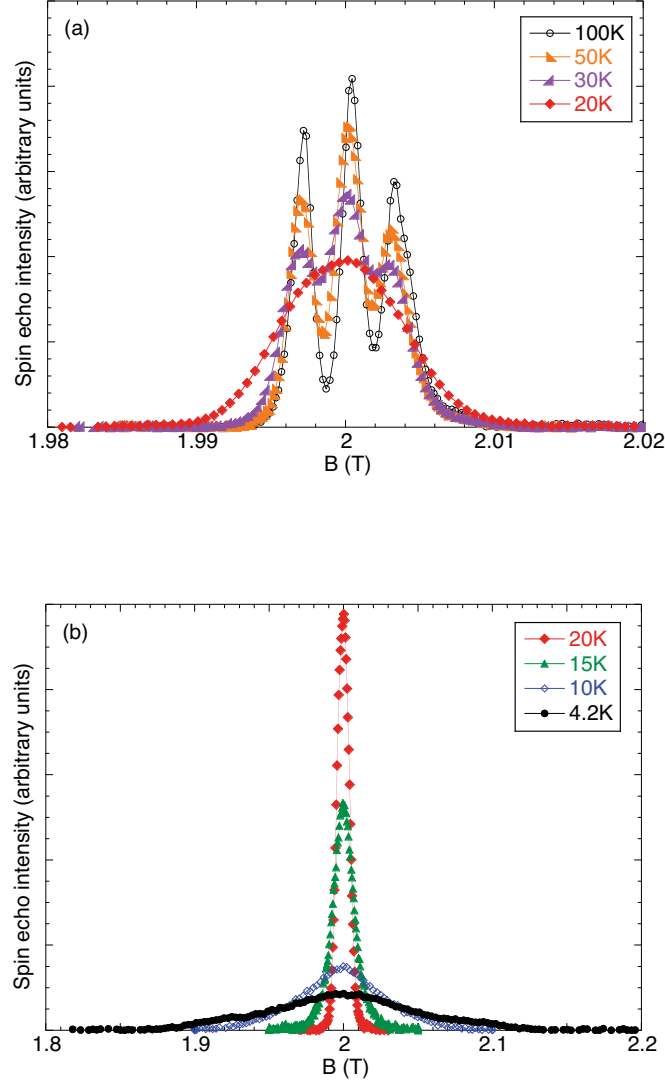 (a)
100K
50K
30K
20K
Spin echo intensity (arbitrary units)
1.98
1.99
2
2.01
2.02
B (T)
(b)
20K
15K
10K
4.2K
Spin echo intensity (arbitrary units)
1.8
1.9
2
2.1
2.2
B (T)